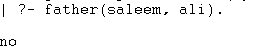 | ?- father(saleem, ali).
no